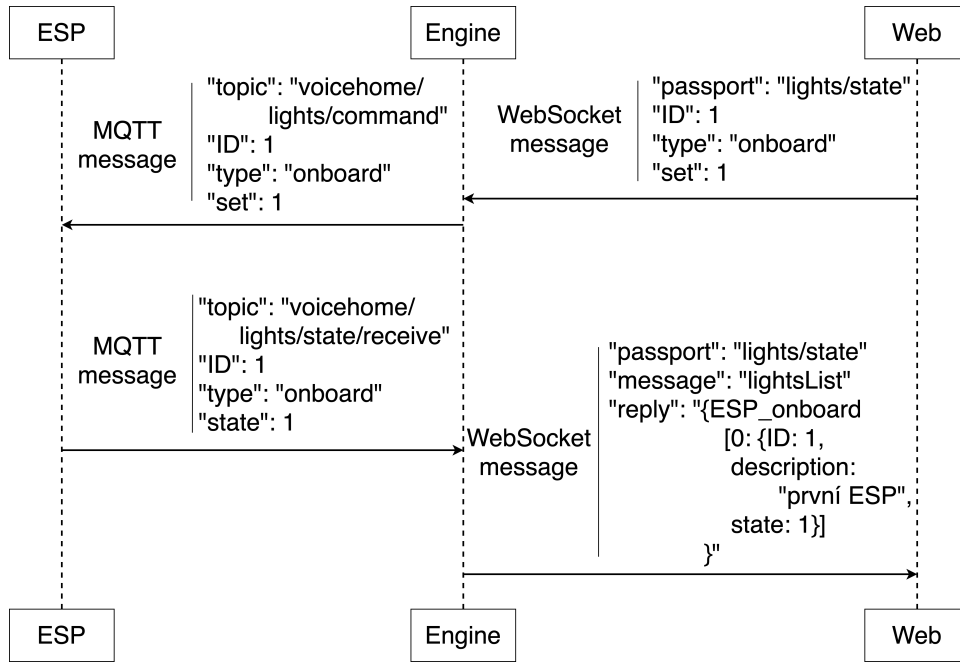 ESP
Engine
Web
MQTT
message
"topic": "voicehome/
lights/command"
"ID": 1
"type": "onboard"
"set": 1
WebSocket
message
"passport": "lights/state"
"ID": 1
"type": "onboard"
"set": 1
MQTT
message
"topic": "voicehome/
lights/state/receive"
"ID": 1
"type": "onboard"
"state": 1
WebSocket
message
"passport": "lights/state"
"message": "lightsList"
"reply": "{ESP_onboard
[0: {ID: 1,
description:
"první ESP",
state: 1}]
}"
ESP
Engine
Web